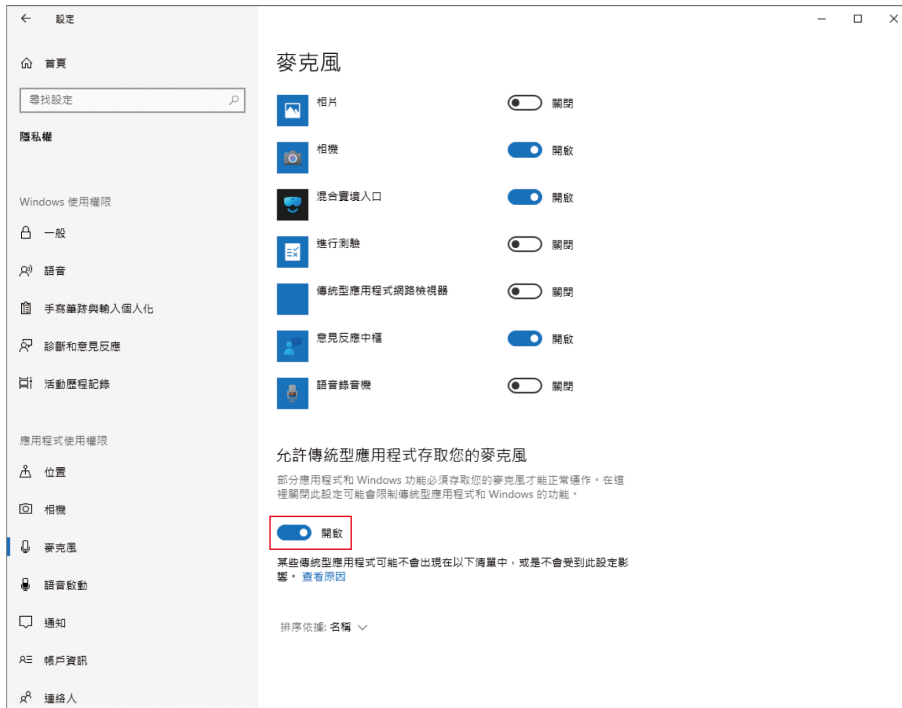 設定
首頁
尋找設定
隱私權
Windows 使用權限
一般
語音
手寫筆跡與輸入個人化
診斷和意見反應
活動歷程記錄
應用程式使用權限
位置
相機
麥克風
語音啟動
通知
帳戶資訊
連絡人
麥克風
相片 關閉
相機 開啟
混合實境入口 開啟
進行測驗 關閉
傳統型應用程式網路檢視器 關閉
意見反應中樞 開啟
語音錄音機 關閉
允許傳統型應用程式存取您的麥克風
部分應用程式和 Windows 功能必須存取您的麥克風才能正常運作。在這
裡關閉此設定可能會限制傳統型應用程式和 Windows 的功能。
開啟
某些傳統型應用程式可能不會出現在以下清單中，或是不會受到此設定影
響。 查看原因
排序依據: 名稱